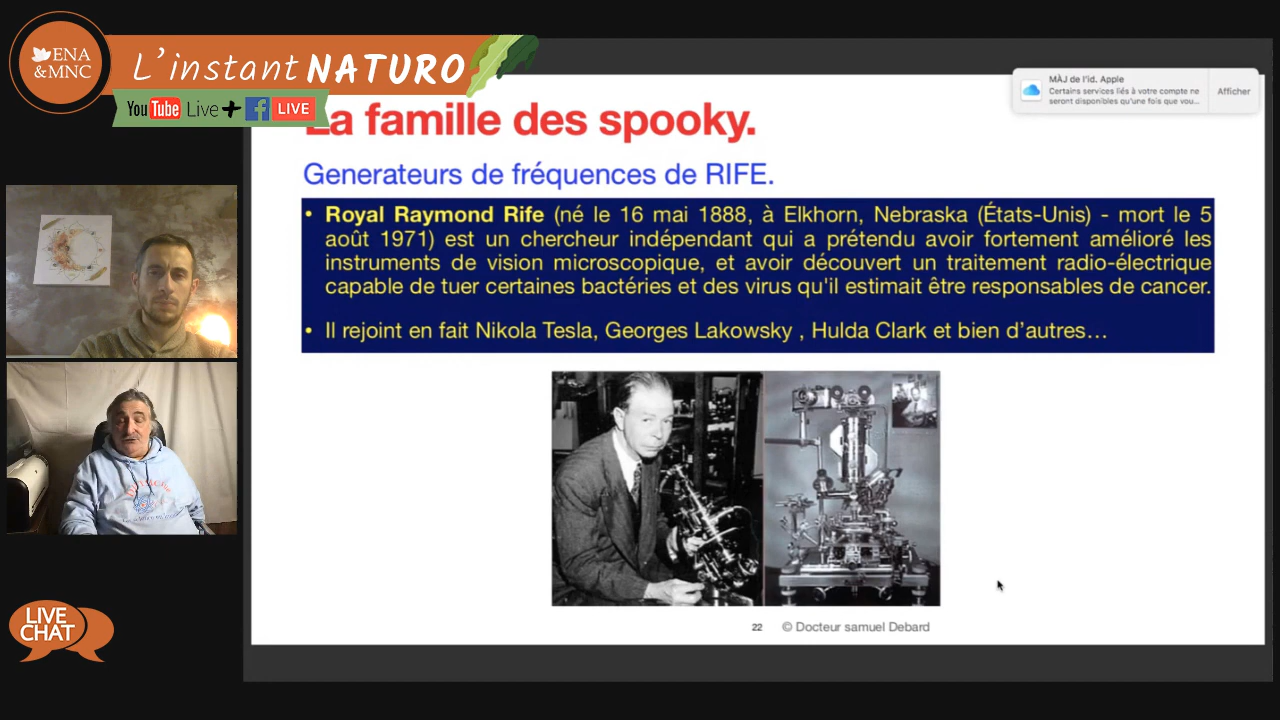 ENA
&MNC
L'instant NATURO
YouTube Live + f LIVE
MÀJ de l'id. Apple
Certains services liés à votre compte ne
seront disponibles qu'une fois que vou...
Afficher
La famille des spooky.
Generateurs de fréquences de RIFE.
• Royal Raymond Rife (né le 16 mai 1888, à Elkhorn, Nebraska (États-Unis) - mort le 5
août 1971) est un chercheur indépendant qui a prétendu avoir fortement amélioré les
instruments de vision microscopique, et avoir découvert un traitement radio-électrique
capable de tuer certaines bactéries et des virus qu'il estimait être responsables de cancer.
• Il rejoint en fait Nikola Tesla, Georges Lakowsky , Hulda Clark et bien d'autres...
LIVE
CHAT
22 © Docteur samuel Debard